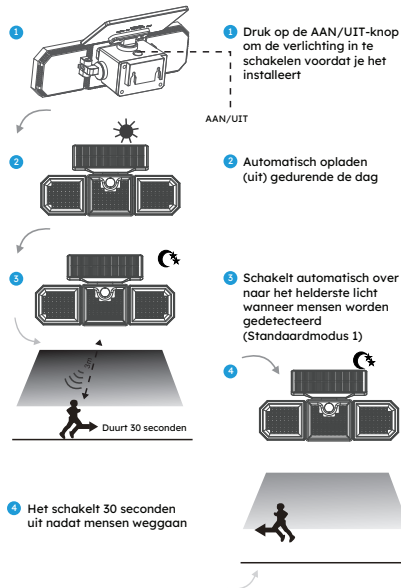 1
1 Druk op de AAN/UIT-knop
om de verlichting in te
schakelen voordat je het
installeert
AAN/UIT
2
2 Automatisch opladen
(uit) gedurende de dag
3
3 Schakelt automatisch over
naar het helderste licht
wanneer mensen worden
gedetecteerd
(Standaardmodus 1)
3m
Duurt 30 seconden
4
4 Het schakelt 30 seconden
uit nadat mensen weggaan